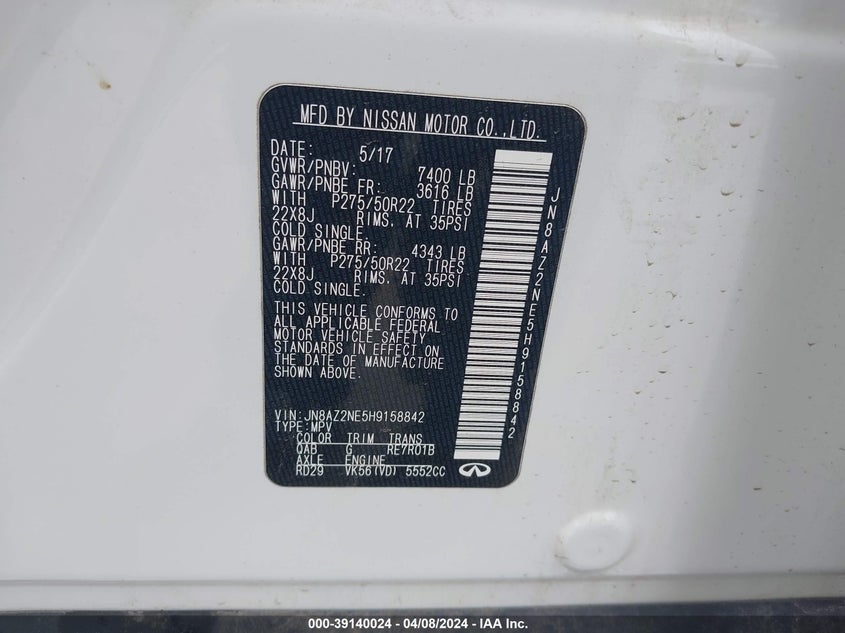 MFD BY NISSAN MOTOR CO.,LTD.
DATE: 5/17
GVWR/PNBV: 7400 LB
GAWR/PNBE FR: 3616 LB
WITH P275/50R22 TIRES
22X8J RIMS. AT 35PSI
COLD SINGLE.
GAWR/PNBE RR: 4343 LB
WITH P275/50R22 TIRES
22X8J RIMS. AT 35PSI
COLD SINGLE.
THIS VEHICLE CONFORMS TO
ALL APPLICABLE FEDERAL
MOTOR VEHICLE SAFETY
STANDARDS IN EFFECT ON
THE DATE OF MANUFACTURE
SHOWN ABOVE.
VIN:JN8AZ2NE5H9158842
TYPE:MPV
COLOR TRIM TRANS
QAB G RE7R01B
AXLE ENGINE
RD29 VK56(VD) 5552CC
JN8AZ2NE5H9158842
000-39140024 - 04/08/2024 - IAA Inc.